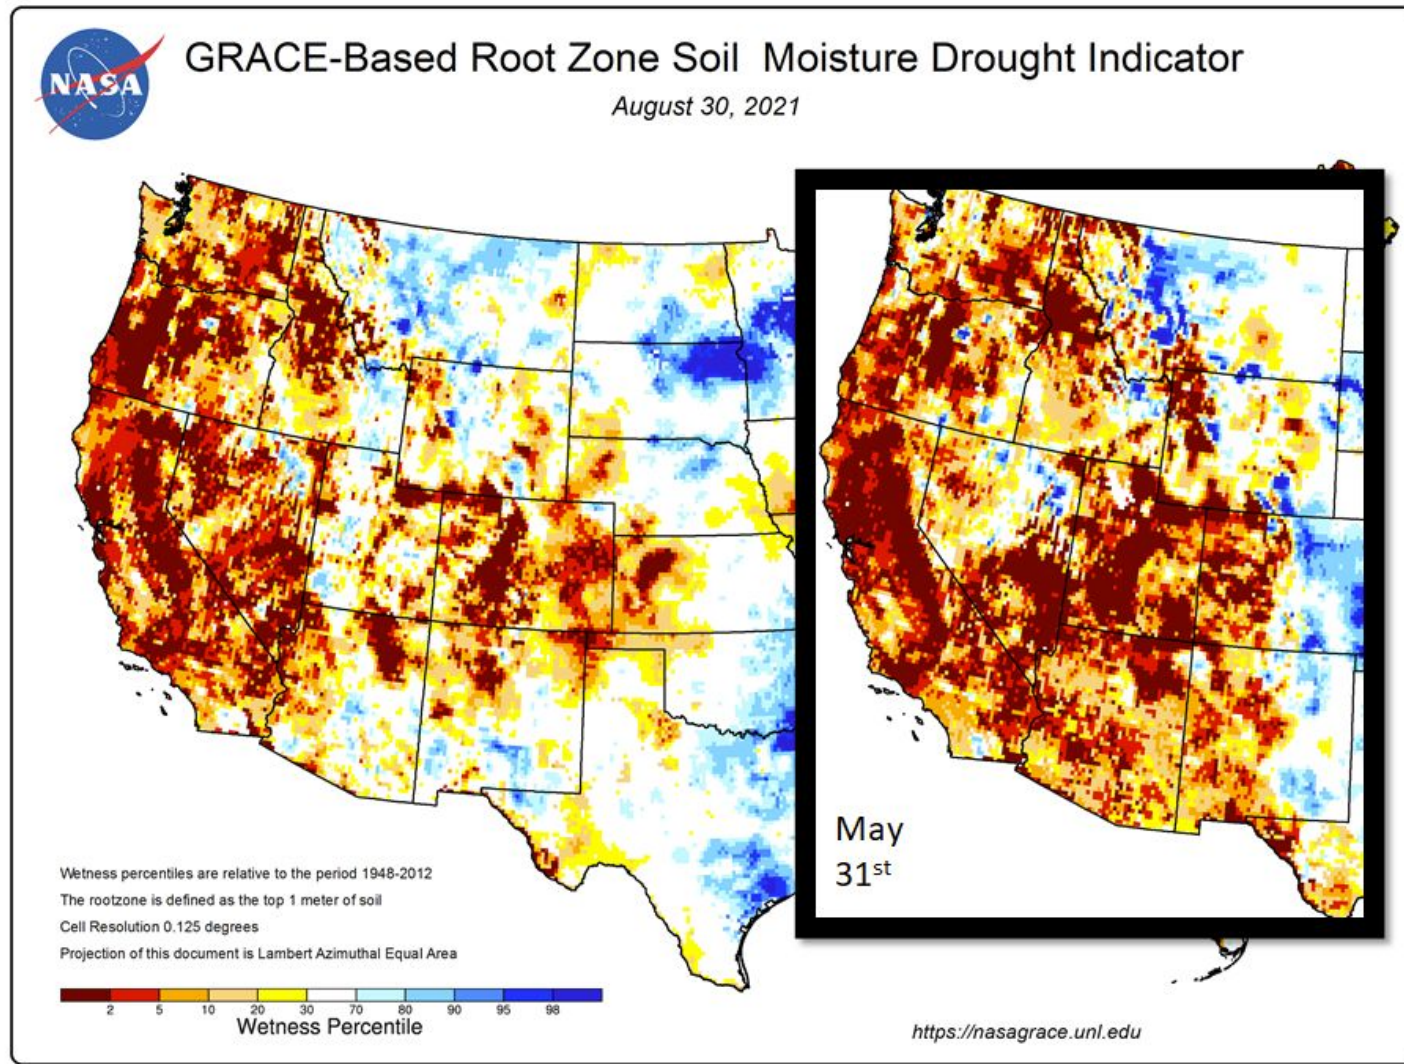 NASA
GRACE-Based Root Zone Soil  Moisture Drought Indicator
August 30, 2021
May
31st
Wetness percentiles are relative to the period 1948-2012
The rootzone is defined as the top 1 meter of soil
Cell Resolution 0.125 degrees
Projection of this document is Lambert Azimuthal Equal Area
2 5 10 20 30 70 80 90 95 98
Wetness Percentile
https://nasagrace.unl.edu